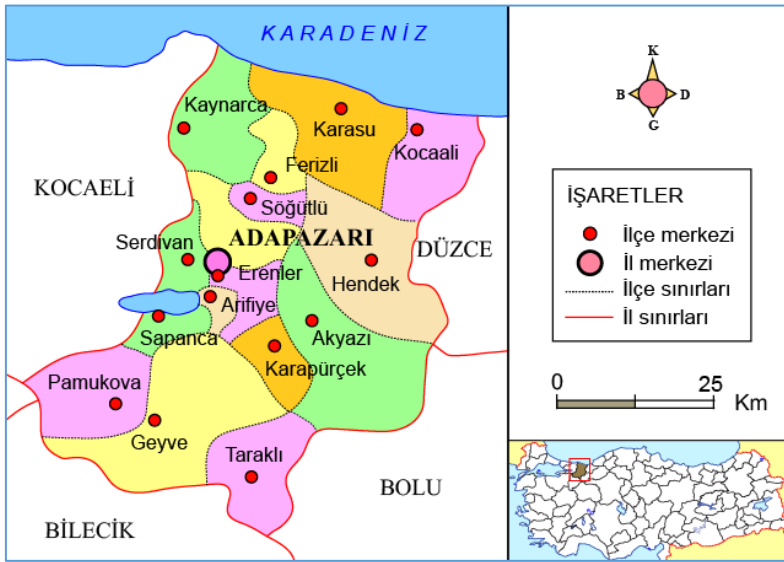 KARADENİZ
Kaynarca
Karasu
Kocaali
Ferizli
KOCAELİ
Söğütlü
Serdivan
ADAPAZARI
DÜZCE
Erenler
Hendek
Arifiye
Sapanca
Akyazı
Karapürçek
Pamukova
Geyve
Taraklı
BOLU
BİLECİK
K
B
D
G
İŞARETLER
İlçe merkezi
İl merkezi
İlçe sınırları
İl sınırları
0
25
Km